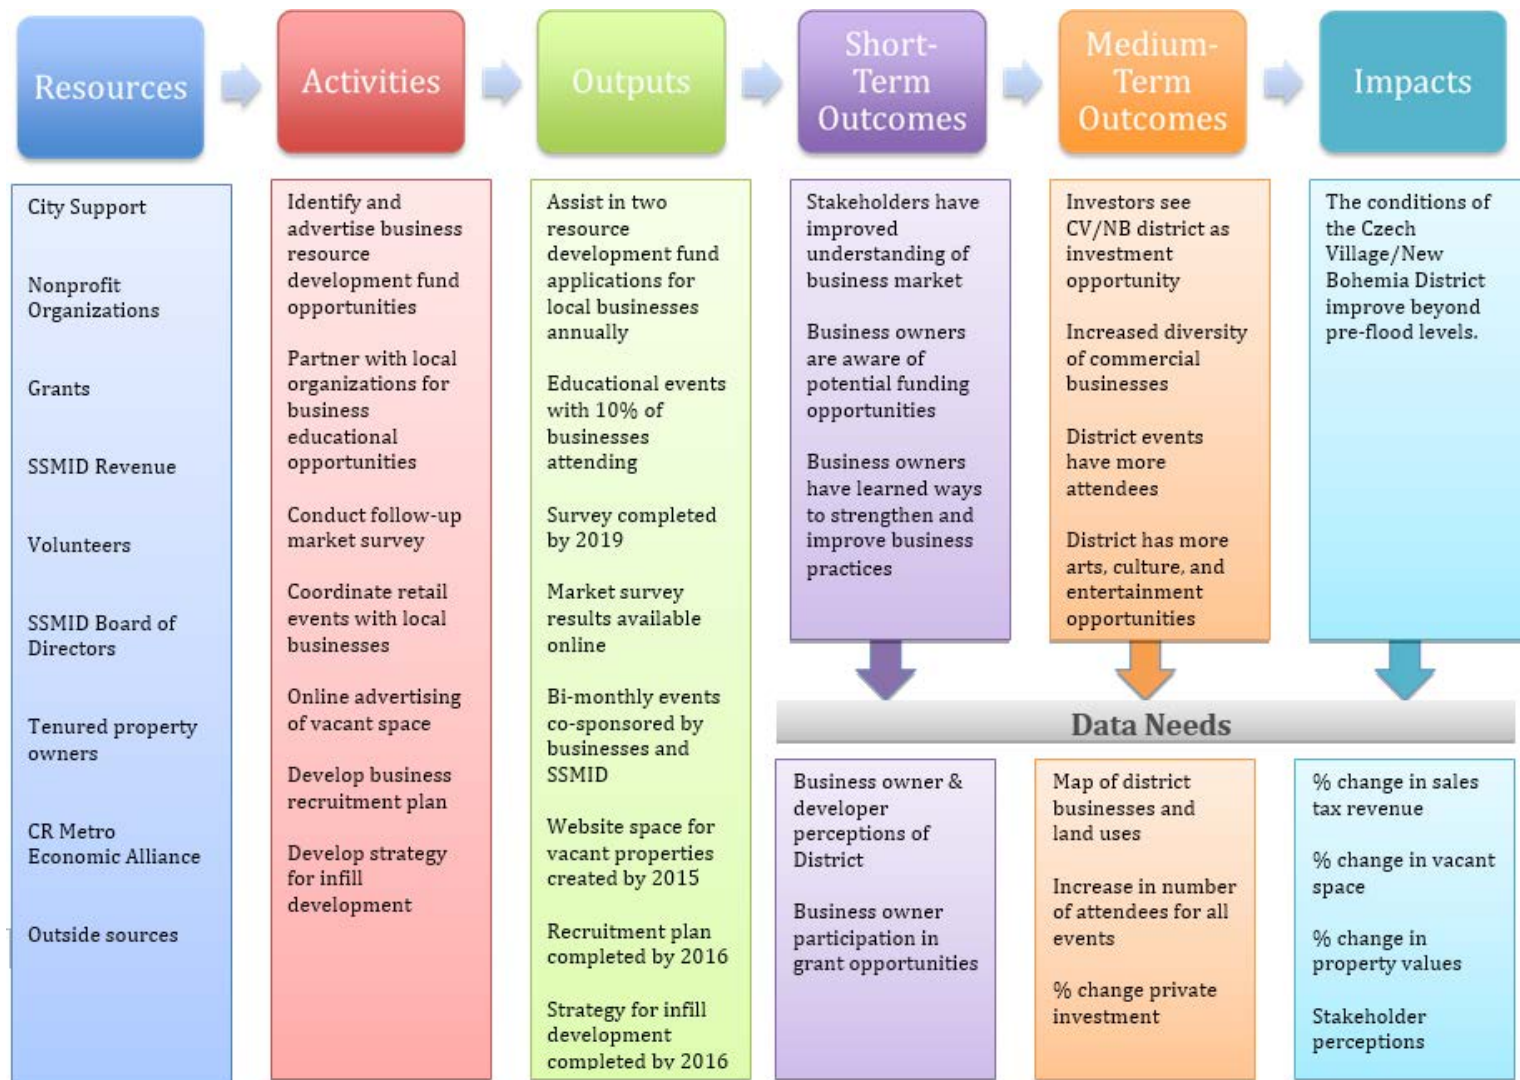 Resources
Activities
Outputs
Short-
Term
Outcomes
Medium-
Term
Outcomes
Impacts
City Support
Nonprofit
Organizations
Grants
SSMID Revenue
Volunteers
SSMID Board of
Directors
Tenured property
owners
CR Metro
Economic Alliance
Outside sources
Identify and
advertise business
resource
development fund
opportunities
Partner with local
organizations for
business
educational
opportunities
Conduct follow-up
market survey
Coordinate retail
events with local
businesses
Online advertising
of vacant space
Develop business
recruitment plan
Develop strategy
for infill
development
Assist in two
resource
development fund
applications for
local businesses
annually
Educational events
with 10% of
businesses
attending
Survey completed
by 2019
Market survey
results available
online
Bi-monthly events
co-sponsored by
businesses and
SSMID
Website space for
vacant properties
created by 2015
Recruitment plan
completed by 2016
Strategy for infill
development
completed by 2016
Stakeholders have
improved
understanding of
business market
Business owners
are aware of
potential funding
opportunities
Business owners
have learned ways
to strengthen and
improve business
practices
Investors see
CV/NB district as
investment
opportunity
Increased diversity
of commercial
businesses
District events
have more
attendees
District has more
arts, culture, and
entertainment
opportunities
The conditions of
the Czech
Village/New
Bohemia District
improve beyond
pre-flood levels.
Data Needs
Business owner &
developer
perceptions of
District
Business owner
participation in
grant opportunities
Map of district
businesses and
land uses
Increase in number
of attendees for all
events
% change private
investment
% change in sales
tax revenue
% change in vacant
space
% change in
property values
Stakeholder
perceptions